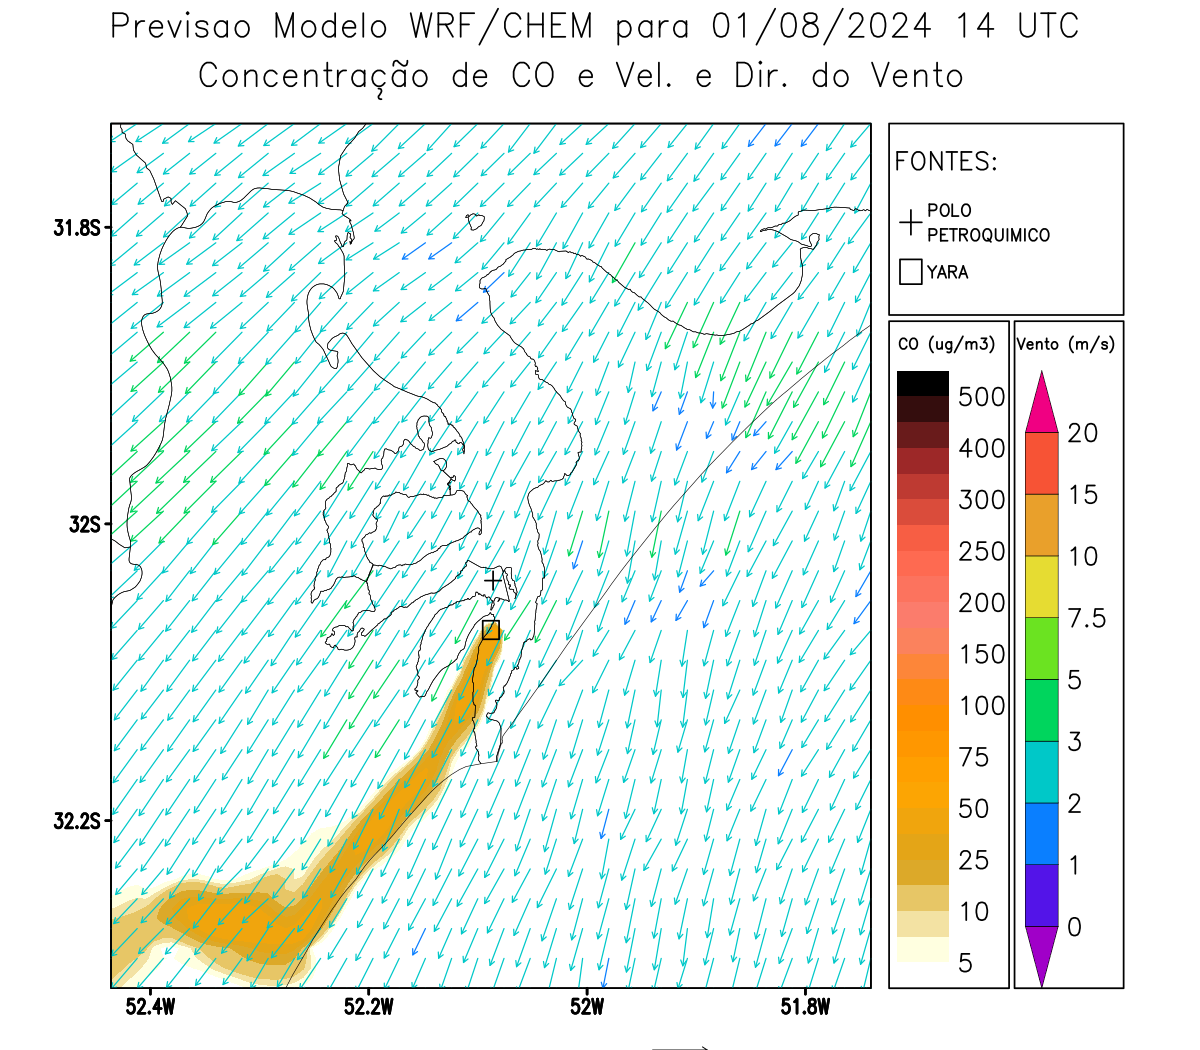 Previsao Modelo WRF/CHEM para 01/08/2024 14 UTC
Concentração de CO e Vel. e Dir. do Vento
FONTES:
POLO
PETROQUIMICO
YARA
CO (ug/m3)
500
400
300
250
200
150
100
75
50
25
10
5
Vento (m/s)
20
15
10
7.5
5
3
2
1
0
31.8S
32S
32.2S
52.4W
52.2W
52W
51.8W